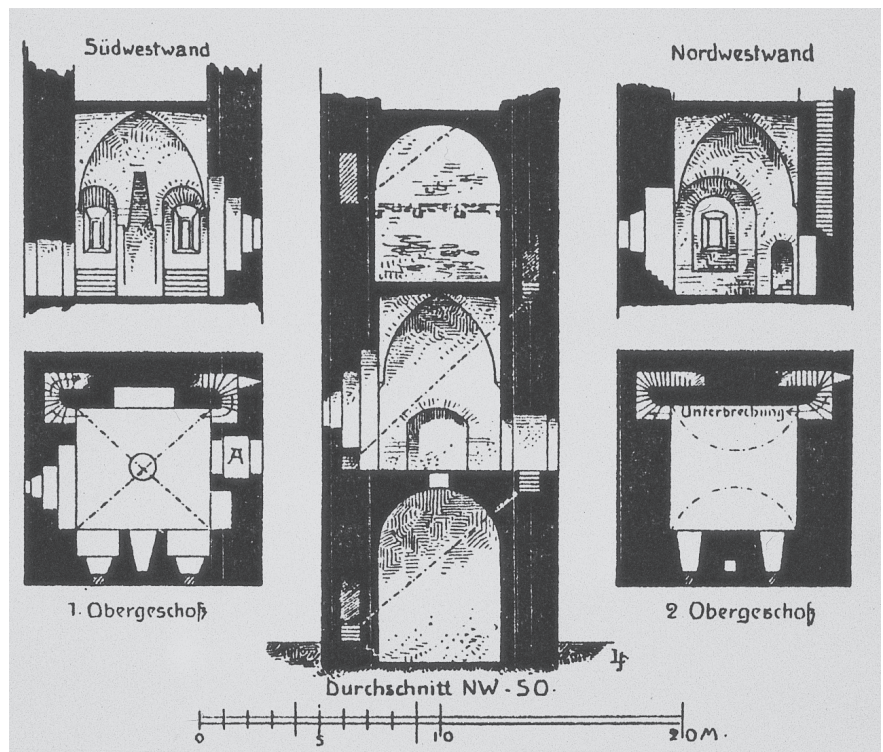 Südwestwand
Nordwestwand
A
Unterbrechung
1. Obergeschoß
2 Obergeschoß
Durchschnitt NW-SO.
0 5 10 20 M.